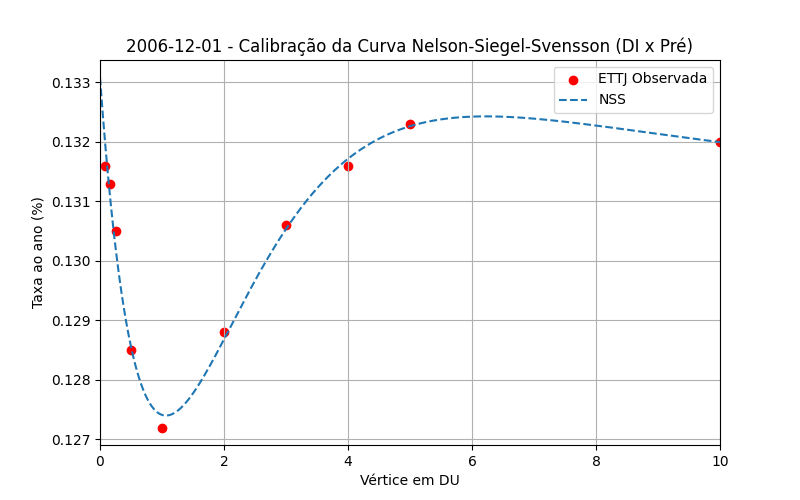 2006-12-01 - Calibração da Curva Nelson-Siegel-Svensson (DI x Pré)
ETTJ Observada
NSS
Taxa ao ano (%)
0.133
0.132
0.131
0.130
0.129
0.128
0.127
0 2 4 6 8 10
Vértice em DU